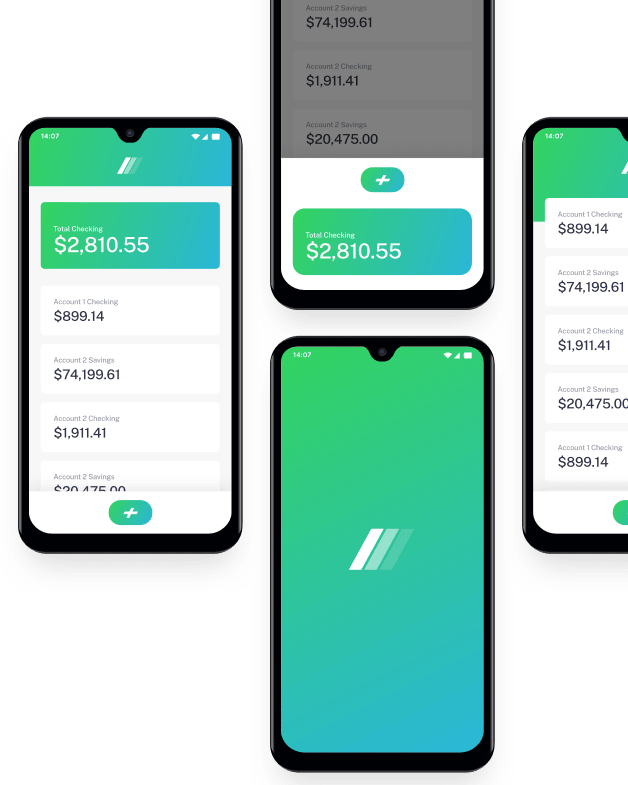 14:07
Total Checking
$2,810.55
Account 1 Checking
$899.14
Account 2 Savings
$74,199.61
Account 2 Checking
$1,911.41
Account 2 Savings
$20,475.00
Account 2 Savings
$74,199.61
Account 2 Checking
$1,911.41
Account 2 Savings
$20,475.00
Total Checking
$2,810.55
14:07
14:07
Account 1 Checking
$899.14
Account 2 Savings
$74,199.61
Account 2 Checking
$1,911.41
Account 2 Savings
$20,475.00
Account 1 Checking
$899.14